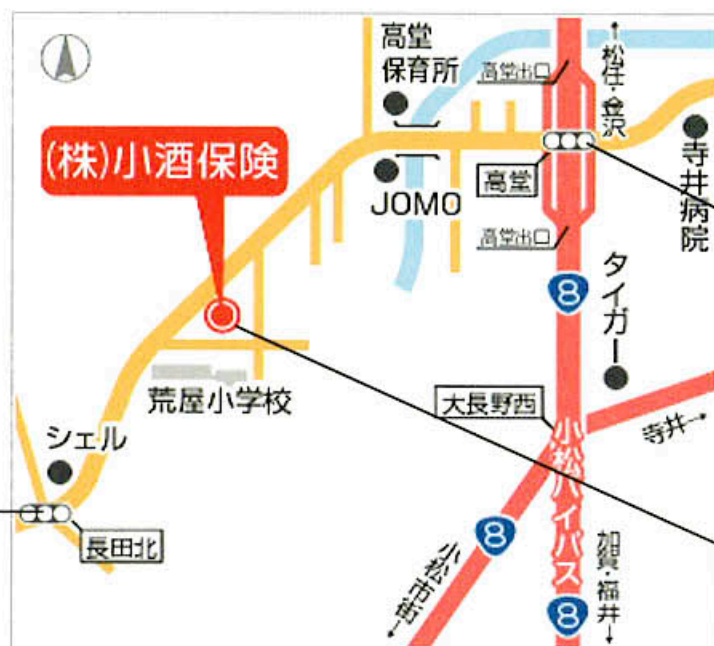 高堂
保育所
高堂出口
↑松任・金沢
(株)小酒保険
JOMO
高堂
寺井病院
高堂出口
8
タイガー
荒屋小学校
大長野西
寺井→
シェル
小松バイパス
長田北
8
小松市街→
加賀・福井→
8